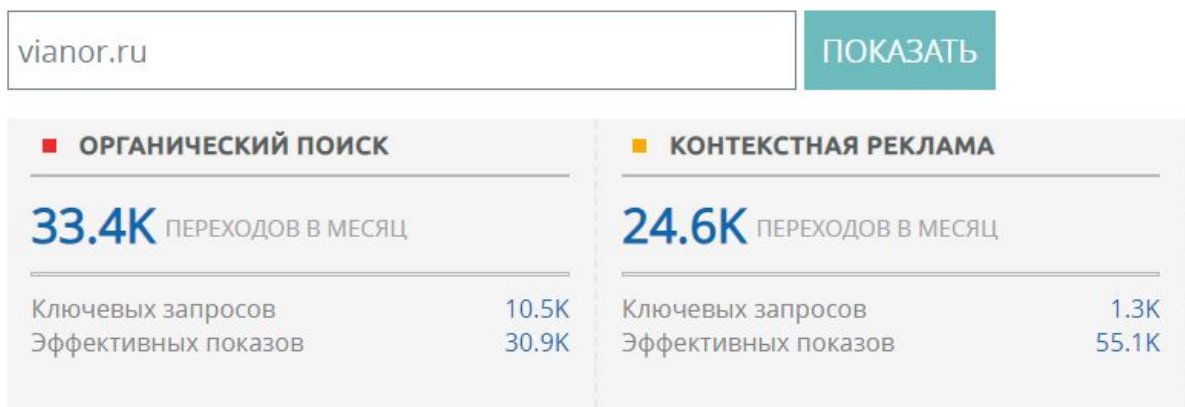 vianor.ru
ПОКАЗАТЬ
ОРГАНИЧЕСКИЙ ПОИСК
33.4K ПЕРЕХОДОВ В МЕСЯЦ
Ключевых запросов 10.5K
Эффективных показов 30.9K
КОНТЕКСТНАЯ РЕКЛАМА
24.6K ПЕРЕХОДОВ В МЕСЯЦ
Ключевых запросов 1.3K
Эффективных показов 55.1K